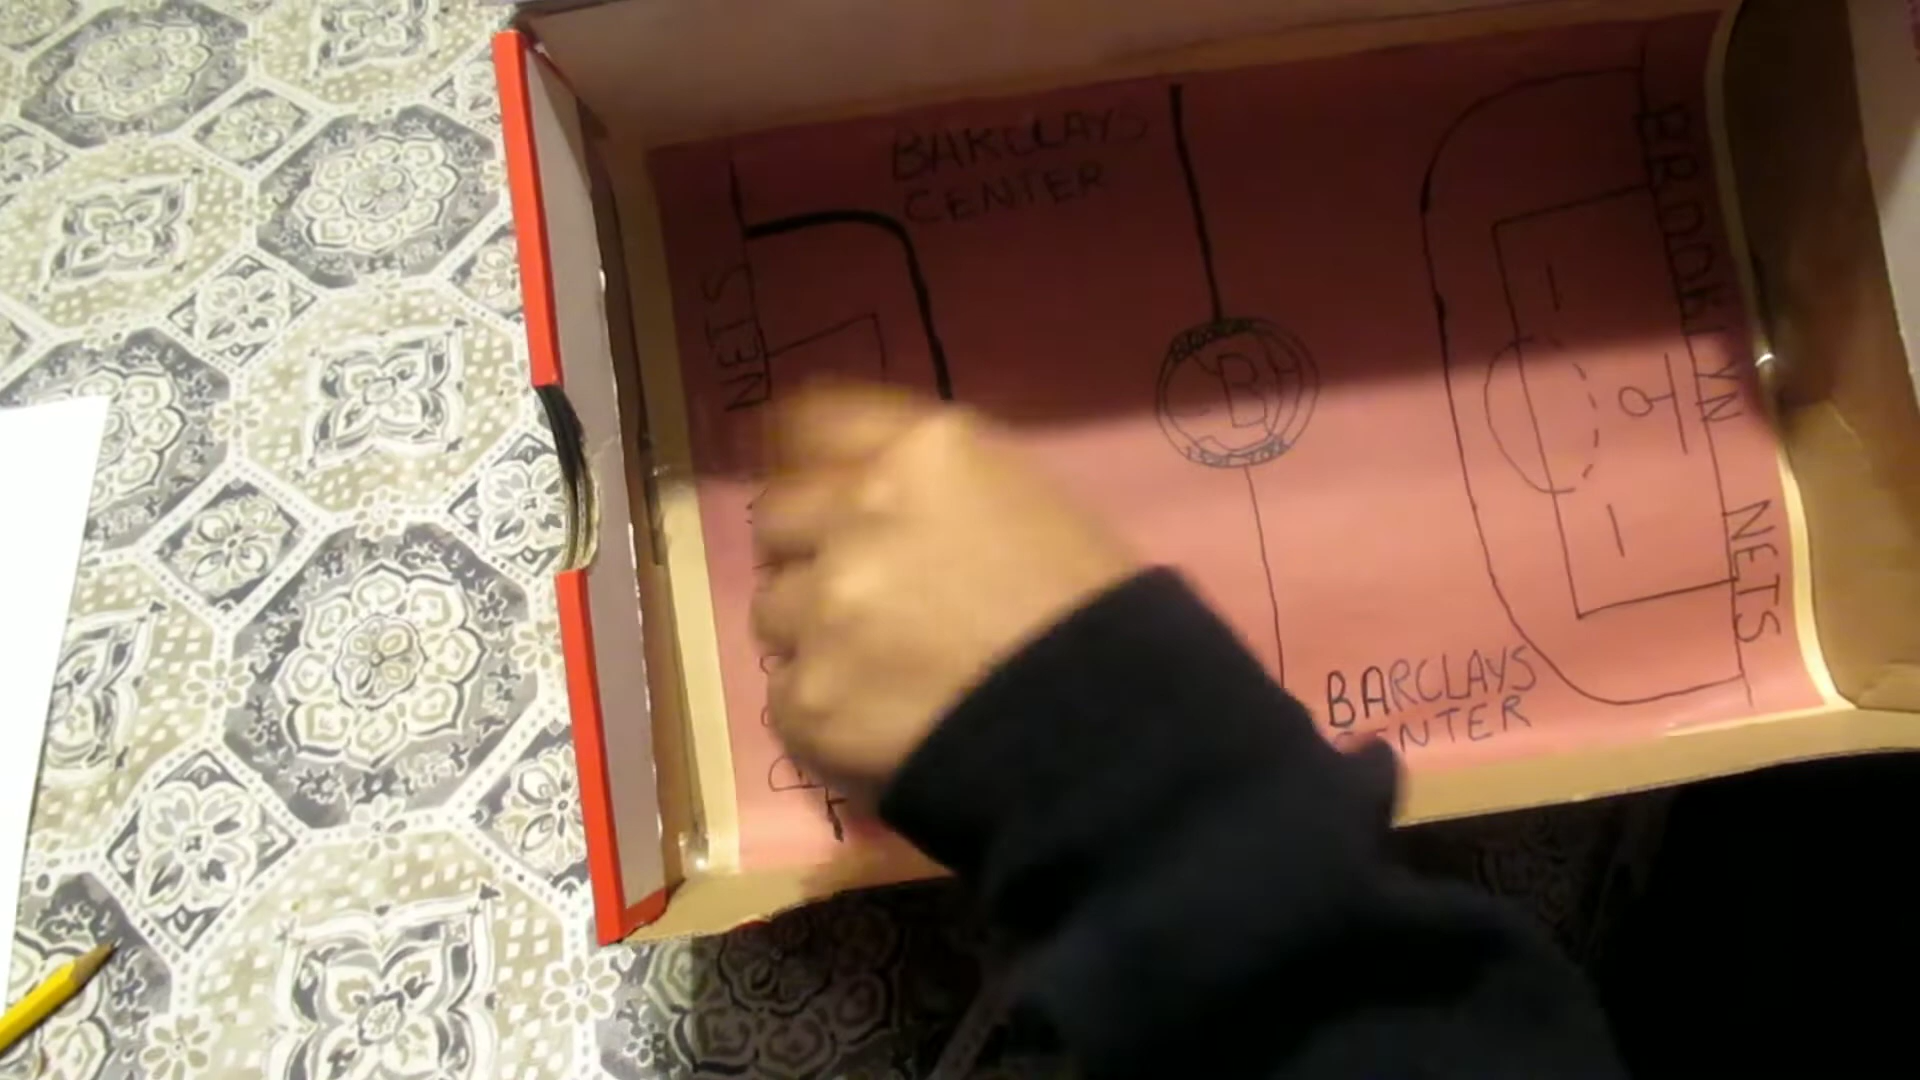 BARCLAYS
CENTER
NETS
B
BROOKLYN NETS
BARCLAYS
CENTER